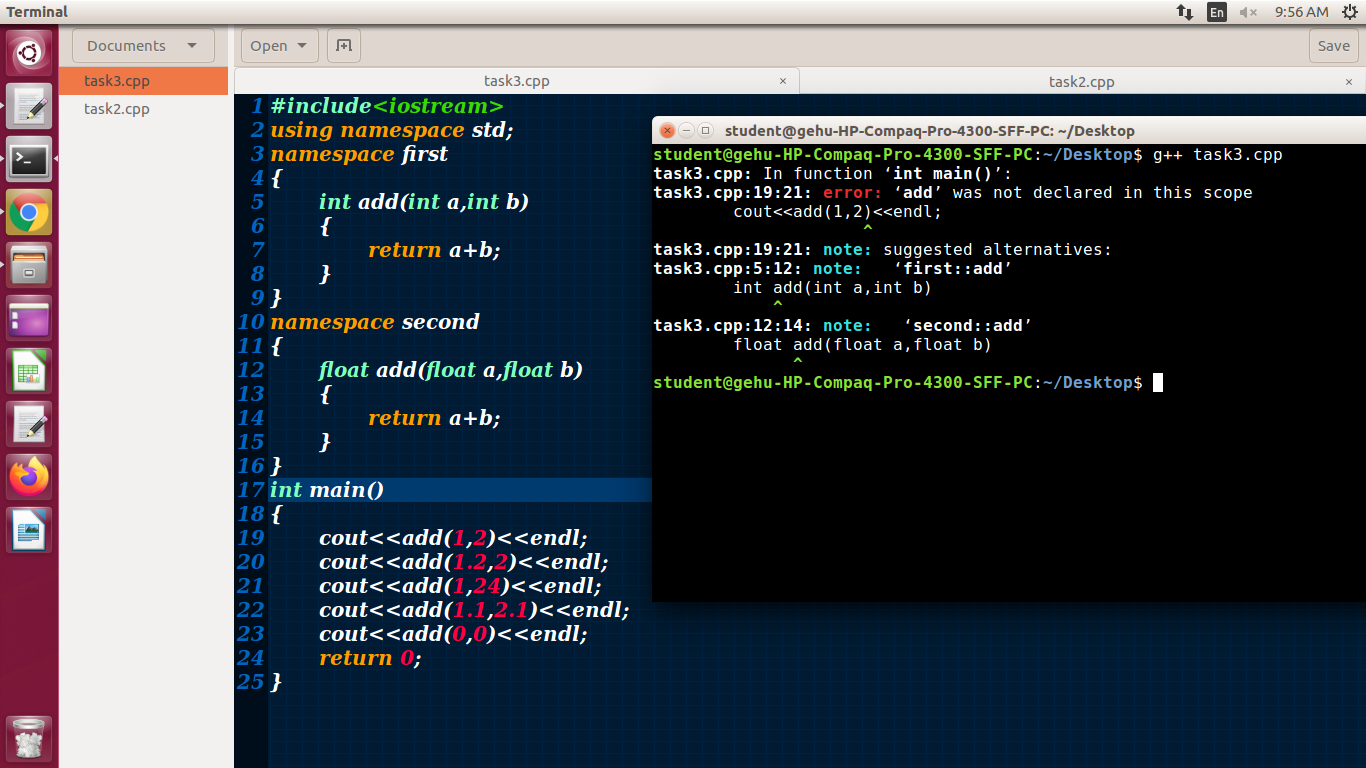 Terminal
En
9:56 AM
Documents
Open
Save
task3.cpp
task2.cpp
task3.cpp ×
task2.cpp ×
1 #include<iostream>
2 using namespace std;
3 namespace first
4 {
5 int add(int a,int b)
6 {
7 return a+b;
8 }
9 }
10 namespace second
11 {
12 float add(float a,float b)
13 {
14 return a+b;
15 }
16 }
17 int main()
18 {
19 cout<<add(1,2)<<endl;
20 cout<<add(1.2,2)<<endl;
21 cout<<add(1,24)<<endl;
22 cout<<add(1.1,2.1)<<endl;
23 cout<<add(0,0)<<endl;
24 return 0;
25 }
student@gehu-HP-Compaq-Pro-4300-SFF-PC: ~/Desktop
student@gehu-HP-Compaq-Pro-4300-SFF-PC:~/Desktop$ g++ task3.cpp
task3.cpp: In function ‘int main()’:
task3.cpp:19:21: error: ‘add’ was not declared in this scope
cout<<add(1,2)<<endl;
^
task3.cpp:19:21: note: suggested alternatives:
task3.cpp:5:12: note: ‘first::add’
int add(int a,int b)
^
task3.cpp:12:14: note: ‘second::add’
float add(float a,float b)
^
student@gehu-HP-Compaq-Pro-4300-SFF-PC:~/Desktop$